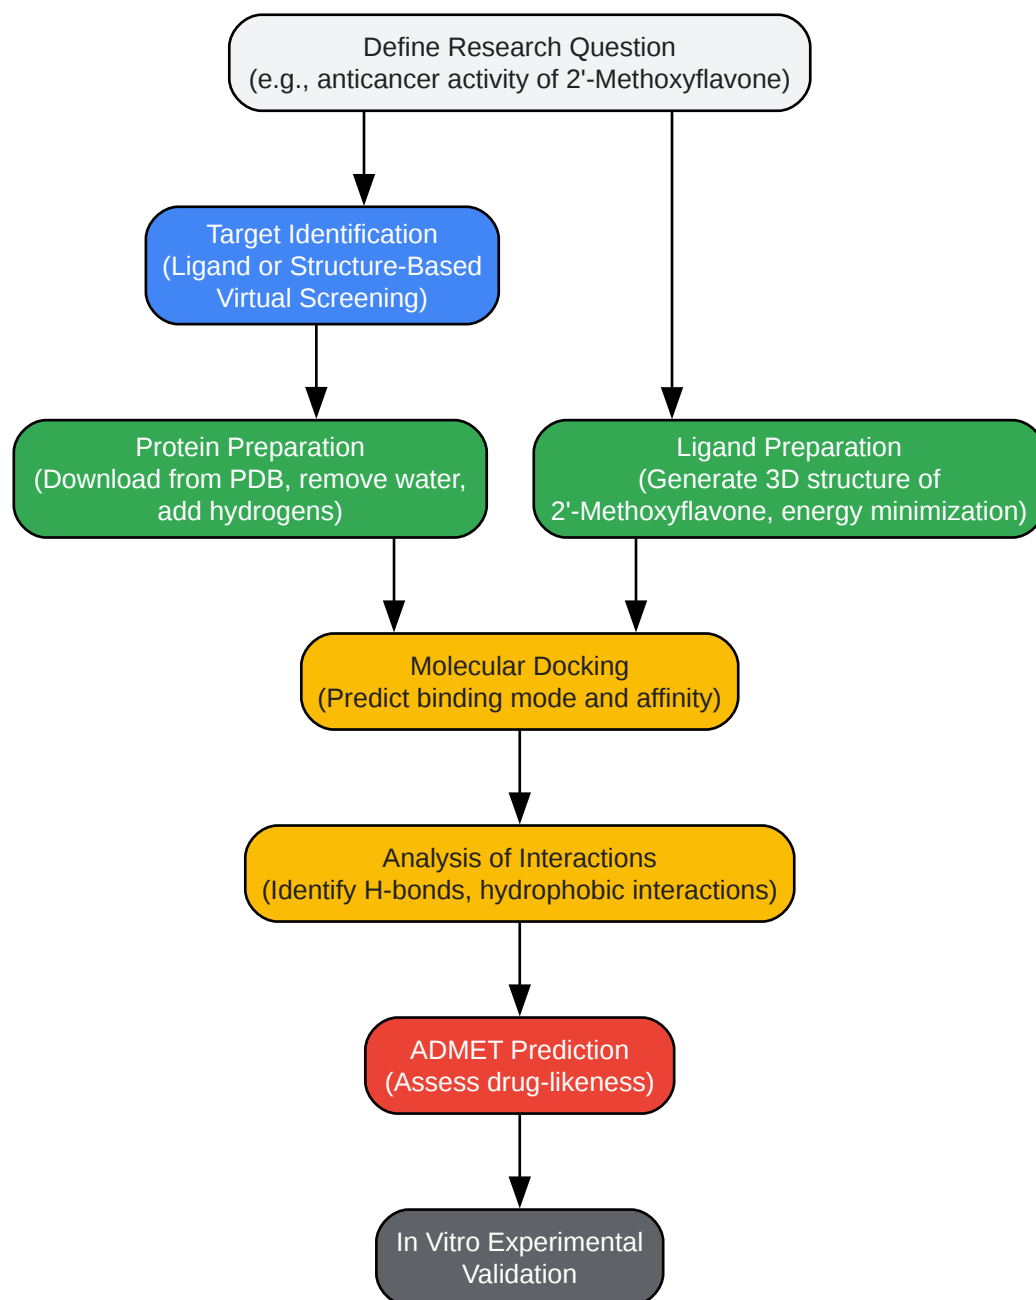 Define Research Question
(e.g., anticancer activity of 2'-Methoxyflavone)
Target Identification
(Ligand or Structure-Based
Virtual Screening)
Protein Preparation
(Download from PDB, remove water,
add hydrogens)
Ligand Preparation
(Generate 3D structure of
2'-Methoxyflavone, energy minimization)
Molecular Docking
(Predict binding mode and affinity)
Analysis of Interactions
(Identify H-bonds, hydrophobic interactions)
ADMET Prediction
(Assess drug-likeness)
In Vitro Experimental
Validation